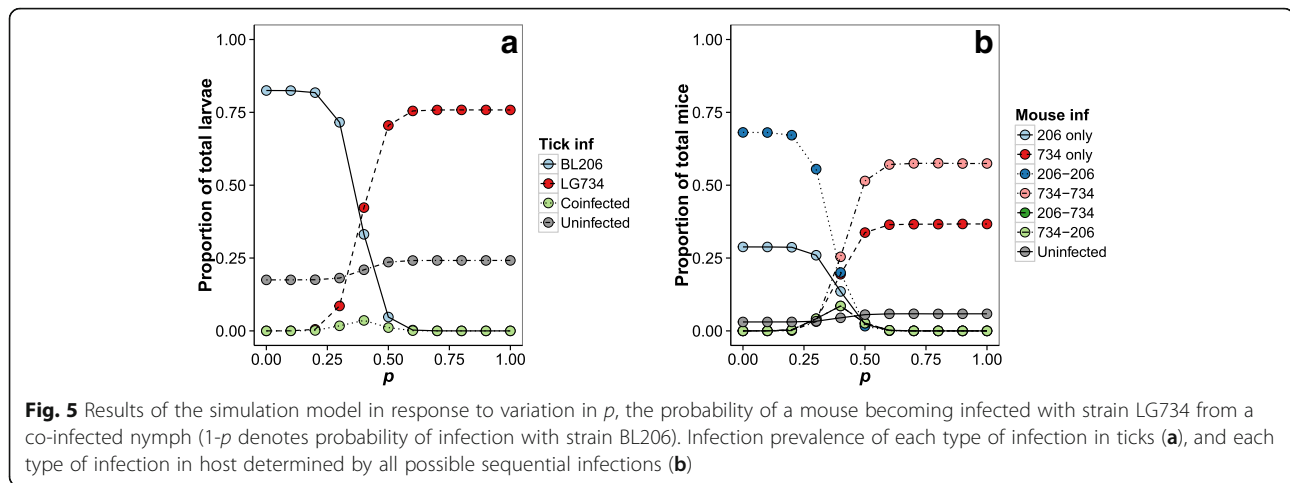 a
Proportion of total larvae
1.00
0.75
0.50
0.25
0.00
0.00 0.25 0.50 0.75 1.00
p
Tick inf
BL206
LG734
Coinfected
Uninfected
b
Proportion of total mice
1.00
0.75
0.50
0.25
0.00
0.00 0.25 0.50 0.75 1.00
p
Mouse inf
206 only
734 only
206−206
734−734
206−734
734−206
Uninfected
Fig. 5 Results of the simulation model in response to variation in p, the probability of a mouse becoming infected with strain LG734 from a
co-infected nymph (1-p denotes probability of infection with strain BL206). Infection prevalence of each type of infection in ticks (a), and each
type of infection in host determined by all possible sequential infections (b)